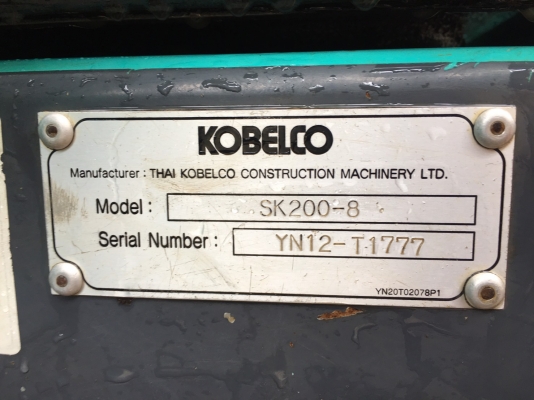 KOBELCO
Manufacturer : THAI KOBELCO CONSTRUCTION MACHINERY LTD.
Model : SK200-8
Serial Number : YN12-T1777
YN20T02078P1